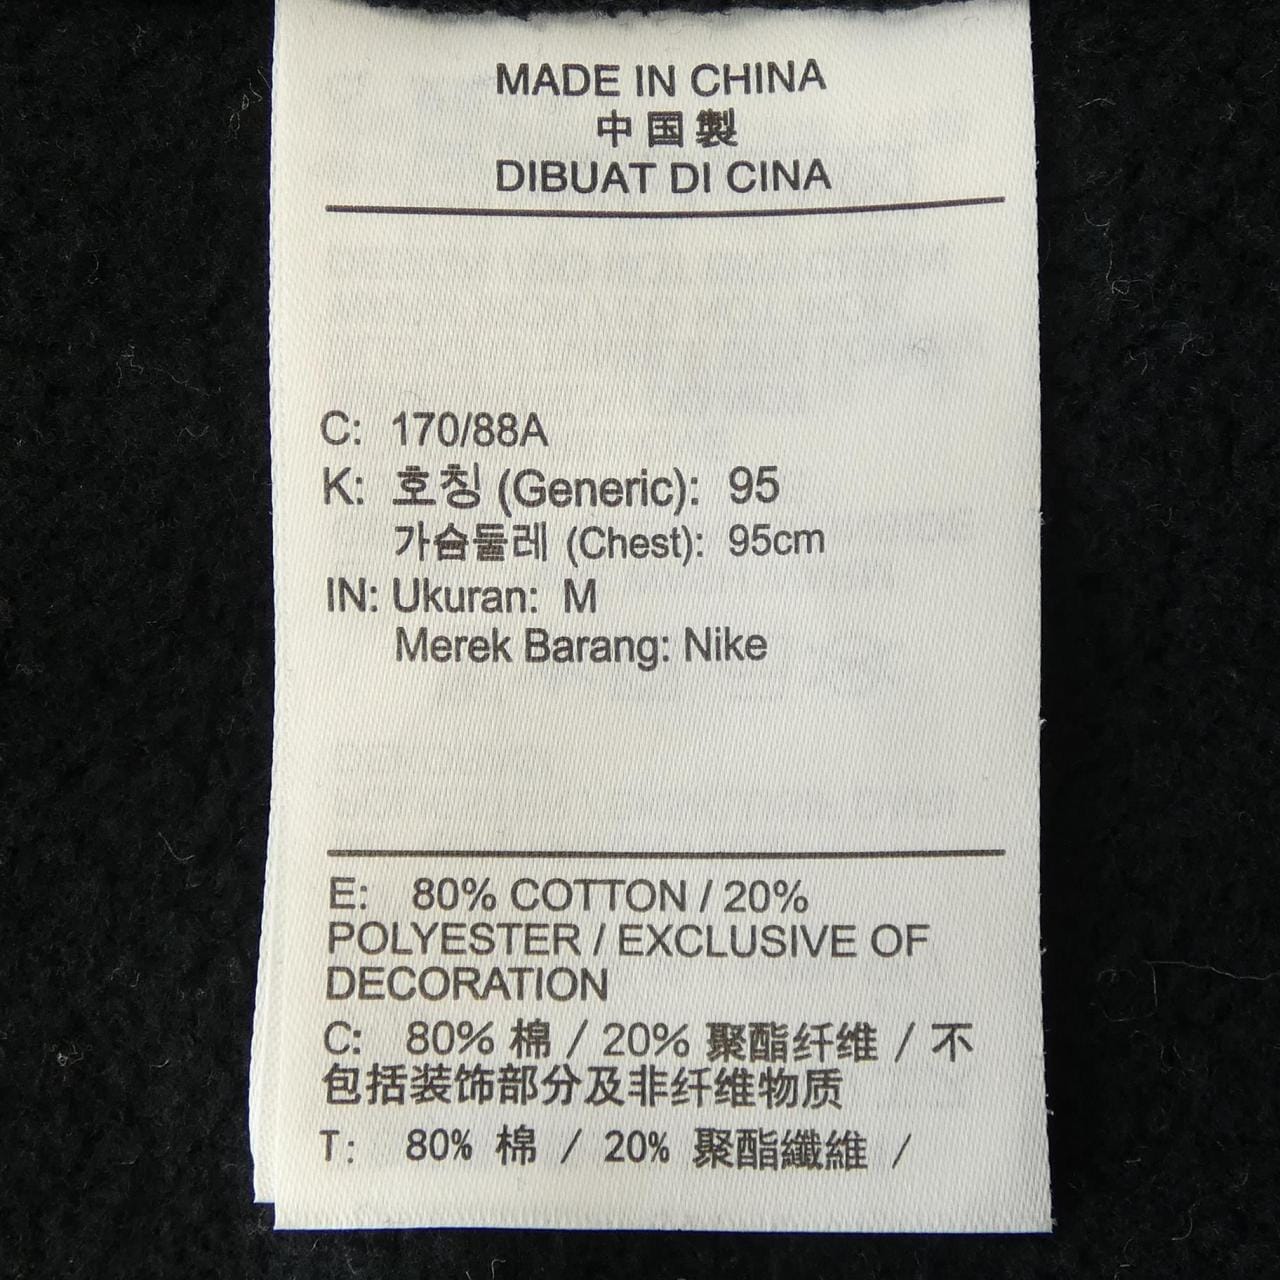 MADE IN CHINA
中国製
DIBUAT DI CINA
C: 170/88A
K: 호칭 (Generic): 95
가슴둘레 (Chest): 95cm
IN: Ukuran: M
Merek Barang: Nike
E: 80% COTTON / 20%
POLYESTER / EXCLUSIVE OF
DECORATION
C: 80% 棉 / 20% 聚酯纤维 / 不
包括装饰部分及非纤维物质
T: 80% 棉 / 20% 聚酯纖維 /